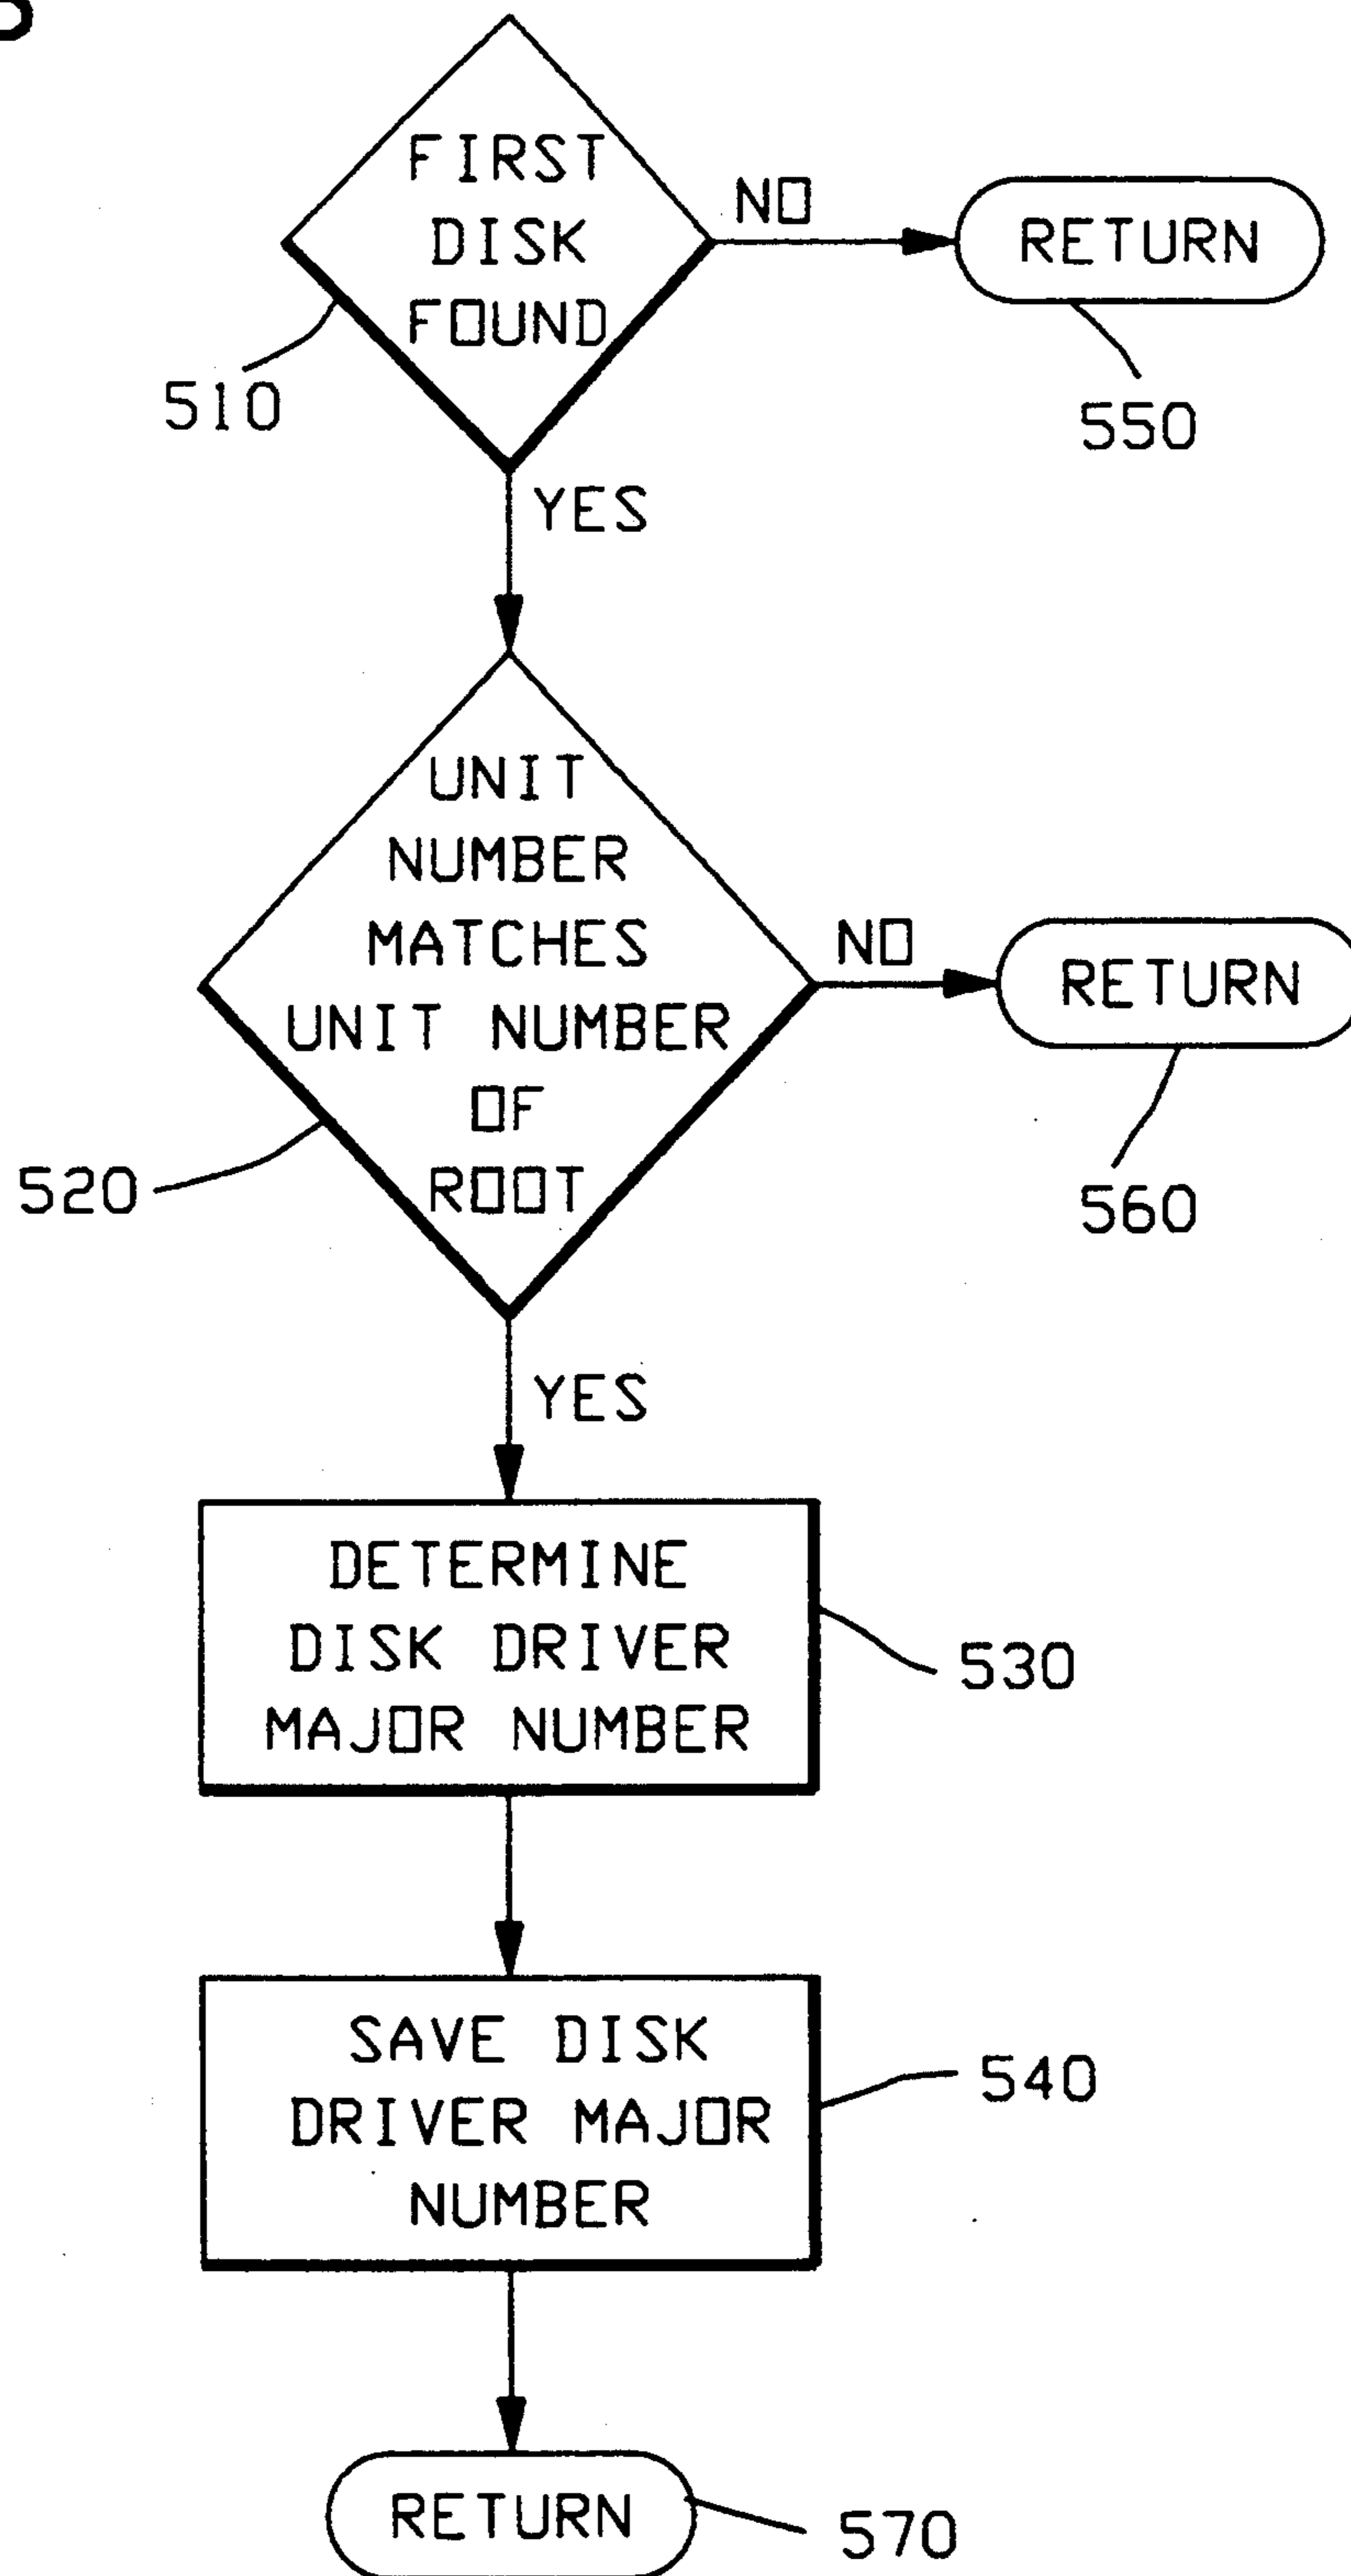 FIRST
DISK
FOUND
NO
RETURN
510
550
YES
UNIT
NUMBER
MATCHES
UNIT NUMBER
OF
ROOT
NO
RETURN
520
560
YES
DETERMINE
DISK DRIVER
MAJOR NUMBER
530
SAVE DISK
DRIVER MAJOR
NUMBER
540
RETURN
570